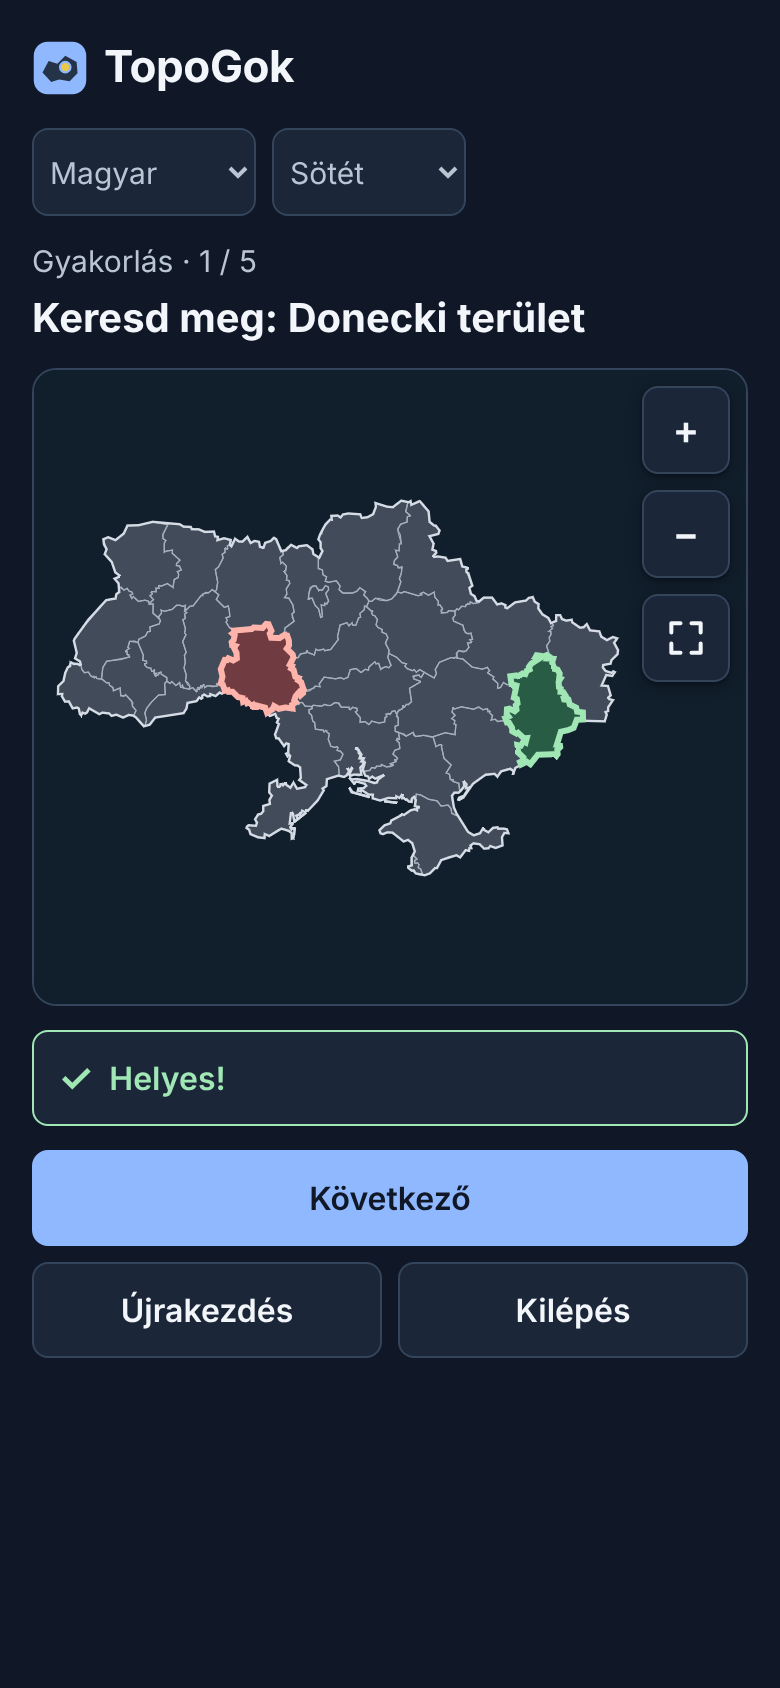 TopoGok
Magyar
Sötét
Gyakorlás · 1 / 5
Keresd meg: Donecki terület
+
−
Helyes!
Következő
Újrakezdés
Kilépés